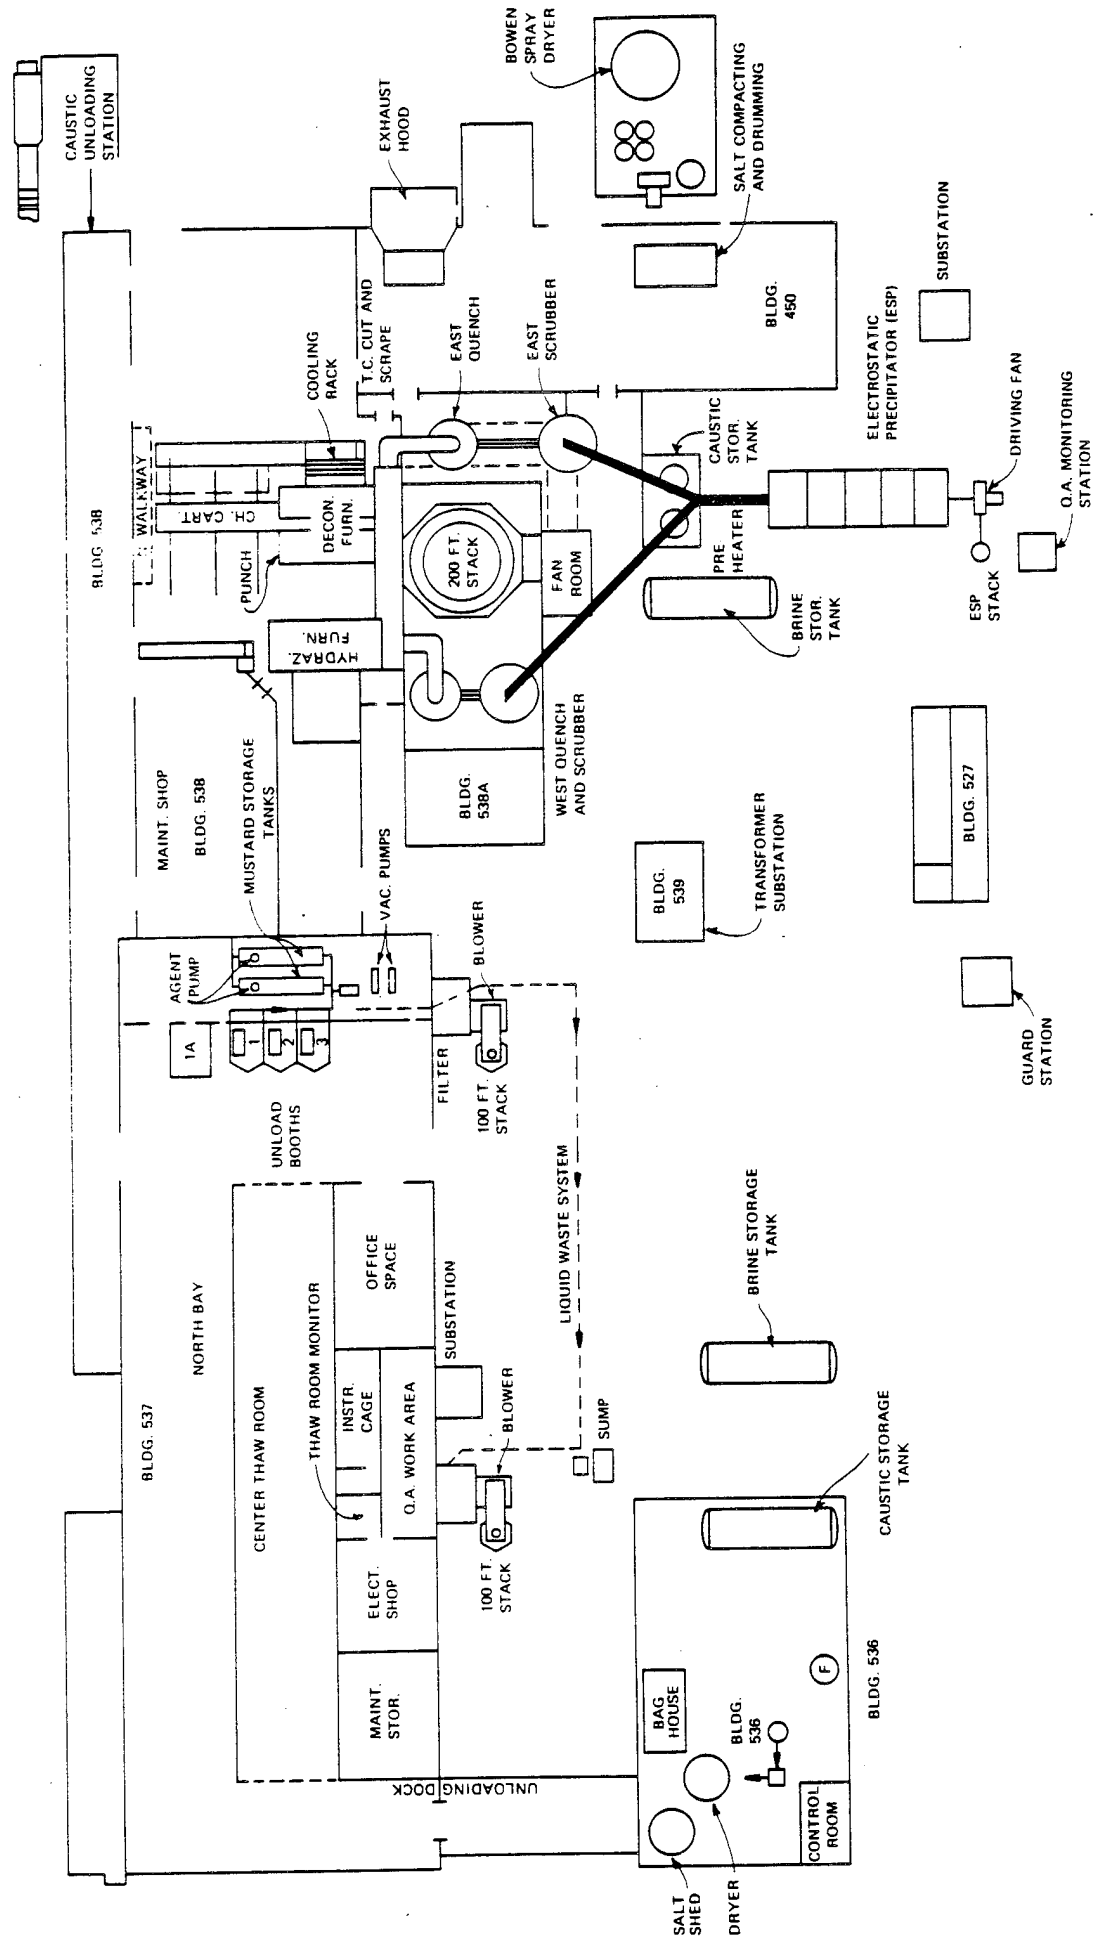 CAUSTIC
UNLOADING
STATION
BLDG. 538
WALKWAY
CH. CART.
PUNCH
DECON.
FURN.
COOLING
RACK
T.C. CUT AND
SCRAPE
EXHAUST
HOOD
BOWEN
SPRAY
DRYER
SALT COMPACTING
AND DRUMMING
SUBSTATION
BLDG.
450
EAST
QUENCH
EAST
SCRUBBER
200 FT.
STACK
FAN
ROOM
CAUSTIC
STOR.
TANK
PRE
HEATER
BRINE
STOR.
TANK
ELECTROSTATIC
PRECIPITATOR (ESP)
DRIVING FAN
Q.A. MONITORING
STATION
ESP
STACK
HYDRAZ.
FURN.
WEST QUENCH
AND SCRUBBER
BLDG.
538A
MAINT. SHOP
BLDG. 538
MUSTARD STORAGE
TANKS
VAC. PUMPS
AGENT
PUMP
1A
1
2
3
UNLOAD
BOOTHS
FILTER
BLOWER
100 FT.
STACK
BLDG.
539
TRANSFORMER
SUBSTATION
BLDG. 527
GUARD
STATION
LIQUID WASTE SYSTEM
NORTH BAY
BLDG. 537
CENTER THAW ROOM
THAW ROOM MONITOR
OFFICE
SPACE
INSTR.
CAGE
Q.A. WORK AREA
SUBSTATION
BLOWER
100 FT.
STACK
SUMP
ELECT.
SHOP
MAINT.
STOR.
UNLOADING DOCK
BRINE STORAGE
TANK
CAUSTIC STORAGE
TANK
BLDG. 536
F
BAG
HOUSE
BLDG.
536
CONTROL
ROOM
SALT
SHED
DRYER